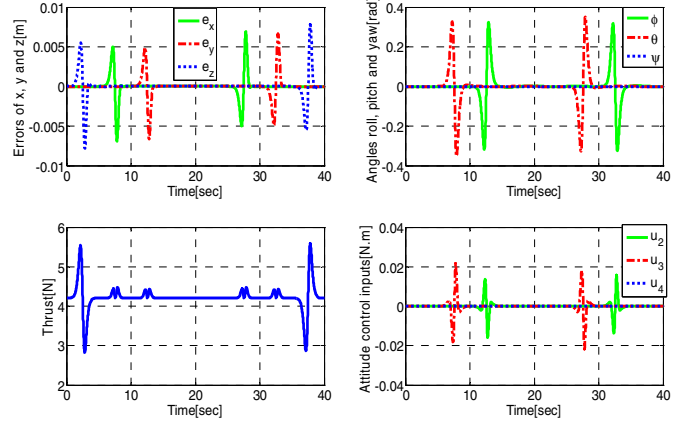 Errors of x, y and z[m]
0.01
0.005
0
-0.005
-0.01
e_x
e_y
e_z
0 10 20 30 40
Time[sec]
Angles roll, pitch and yaw[rad]
0.4
0.2
0
-0.2
-0.4
ϕ
θ
ψ
0 10 20 30 40
Time[sec]
Thrust[N]
6
5
4
3
2
0 10 20 30 40
Time[sec]
Attitude control inputs[N.m]
0.04
0.02
0
-0.02
-0.04
u_2
u_3
u_4
0 10 20 30 40
Time[sec]